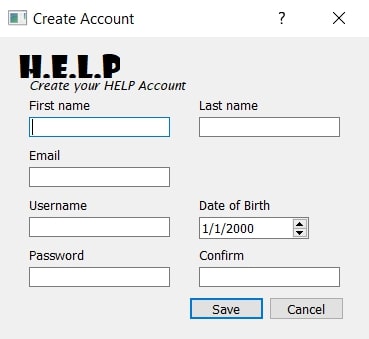 Create Account
H.E.L.P
Create your HELP Account
First name Last name
Email
Username Date of Birth
1/1/2000
Password Confirm
Save Cancel